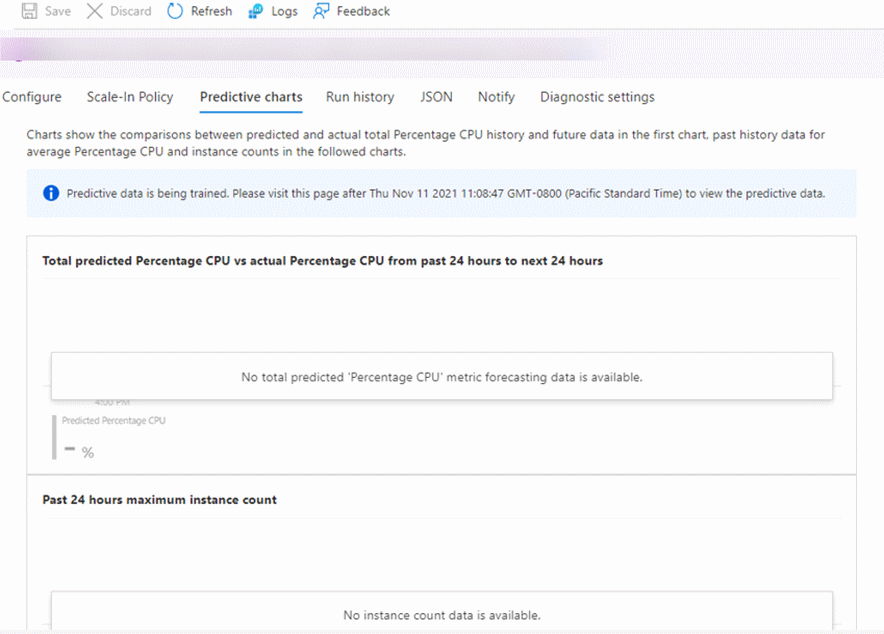 Save Discard Refresh Logs Feedback
Configure Scale-In Policy Predictive charts Run history JSON Notify Diagnostic settings
Charts show the comparisons between predicted and actual total Percentage CPU history and future data in the first chart, past history data for
average Percentage CPU and instance counts in the followed charts.
Predictive data is being trained. Please visit this page after Thu Nov 11 2021 11:08:47 GMT-0800 (Pacific Standard Time) to view the predictive data.
Total predicted Percentage CPU vs actual Percentage CPU from past 24 hours to next 24 hours
No total predicted 'Percentage CPU' metric forecasting data is available.
4:00 PM
Predicted Percentage CPU
-- %
Past 24 hours maximum instance count
No instance count data is available.